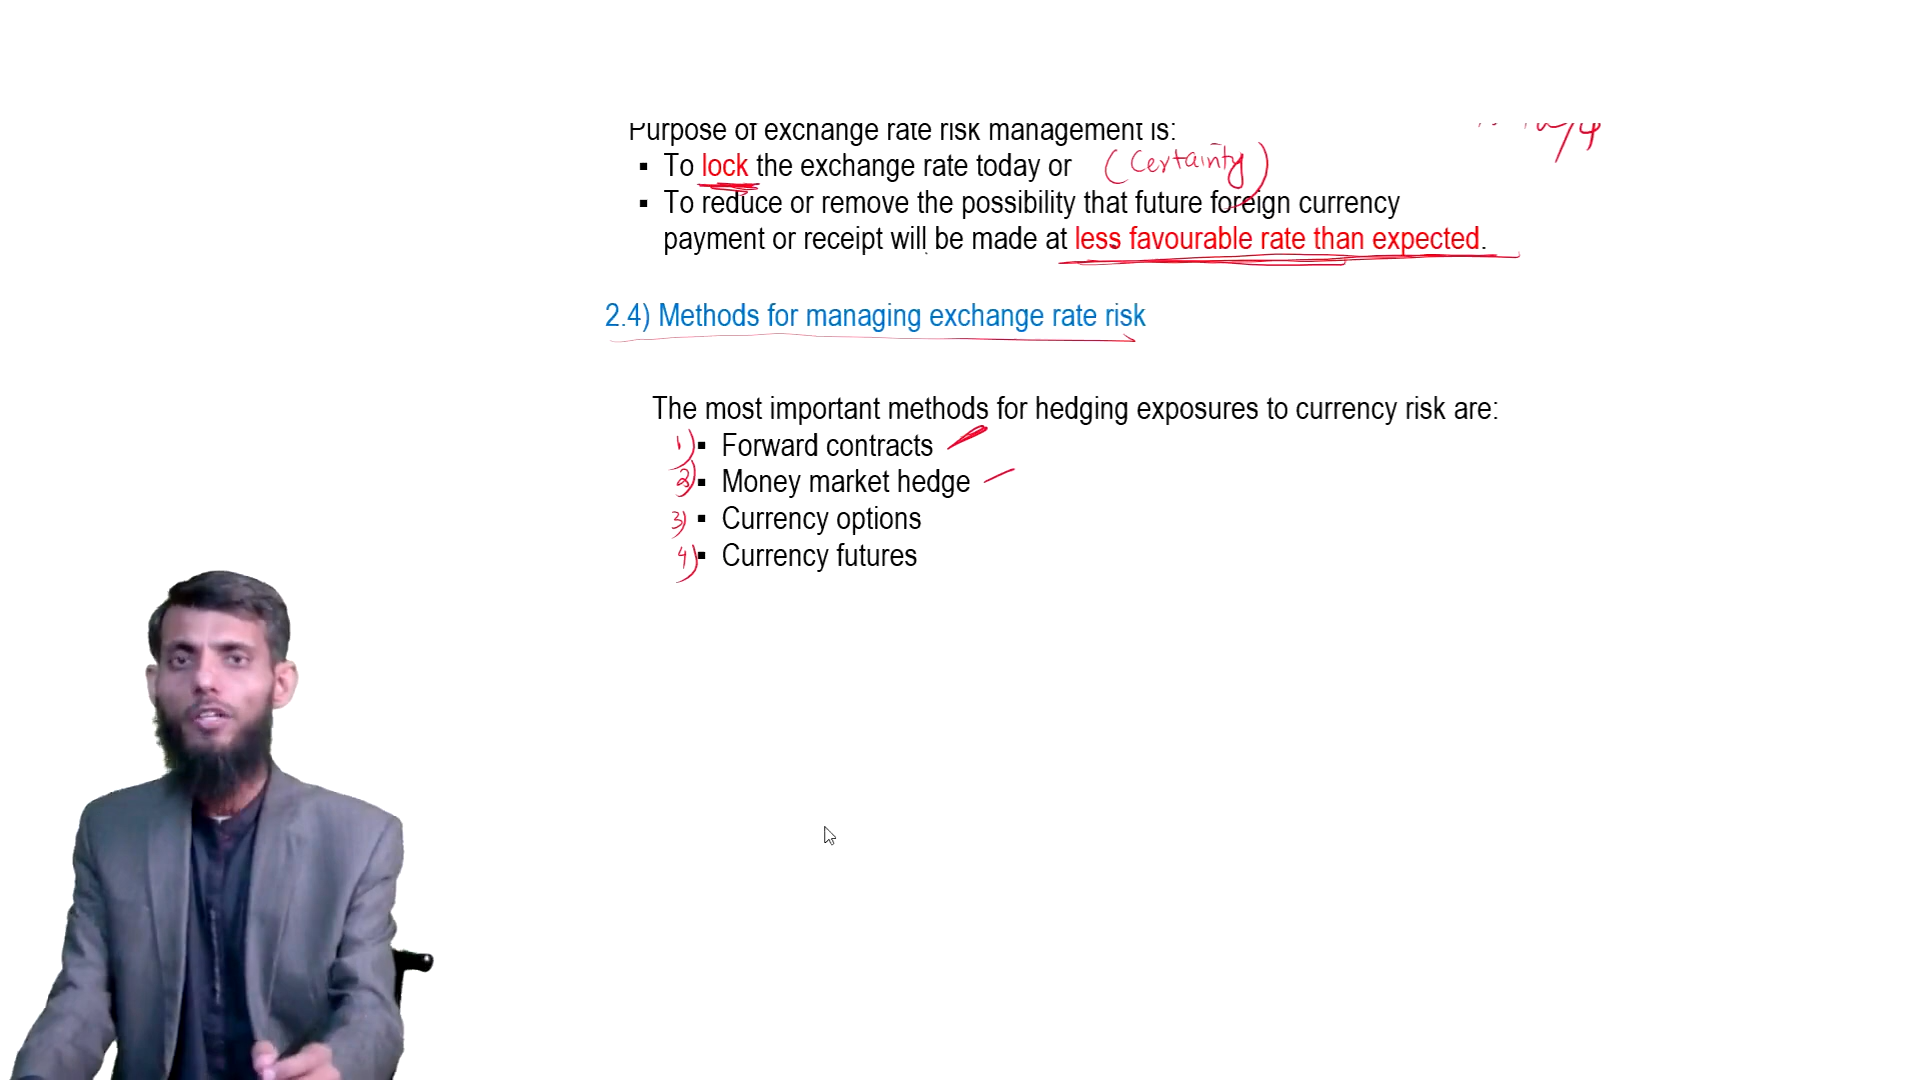 Purpose of exchange rate risk management is:
▪ To lock the exchange rate today or (Certainty)
▪ To reduce or remove the possibility that future foreign currency
payment or receipt will be made at less favourable rate than expected.
2.4) Methods for managing exchange rate risk
The most important methods for hedging exposures to currency risk are:
1) ▪ Forward contracts
2) ▪ Money market hedge
3) ▪ Currency options
4) ▪ Currency futures